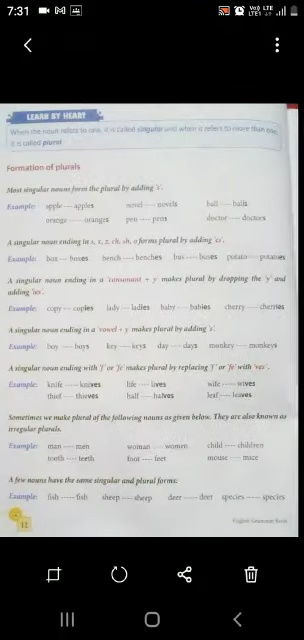 7:31
LEARN BY HEART
When the noun refers to one, it is called singular and when it refers to more than one,
it is called plural.
Formation of plurals
Most singular nouns form the plural by adding 's'.
Example: apple ---- apples novel ---- novels ball ---- balls
orange ---- oranges pen ---- pens doctor ---- doctors
A singular noun ending in s, x, z, ch, sh, o forms plural by adding 'es'.
Example: box ---- boxes bench ---- benches bus ---- buses potato ---- potatoes
A singular noun ending in a 'consonant + y' makes plural by dropping the 'y' and
adding 'ies'.
Example: copy ---- copies lady ---- ladies baby ---- babies cherry ---- cherries
A singular noun ending in a 'vowel + y' makes plural by adding 's'.
Example: boy ---- boys key ---- keys day ---- days monkey ---- monkeys
A singular noun ending with 'f' or 'fe' makes plural by replacing 'f' or 'fe' with 'ves'.
Example: knife ---- knives life ---- lives wife ---- wives
thief ---- thieves half ---- halves leaf ---- leaves
Sometimes we make plural of the following nouns as given below. They are also known as
irregular plurals.
Example: man ---- men woman ---- women child ---- children
tooth ---- teeth foot ---- feet mouse ---- mice
A few nouns have the same singular and plural forms:
Example: fish ---- fish sheep ---- sheep deer ---- deer species ---- species
English Grammar Book